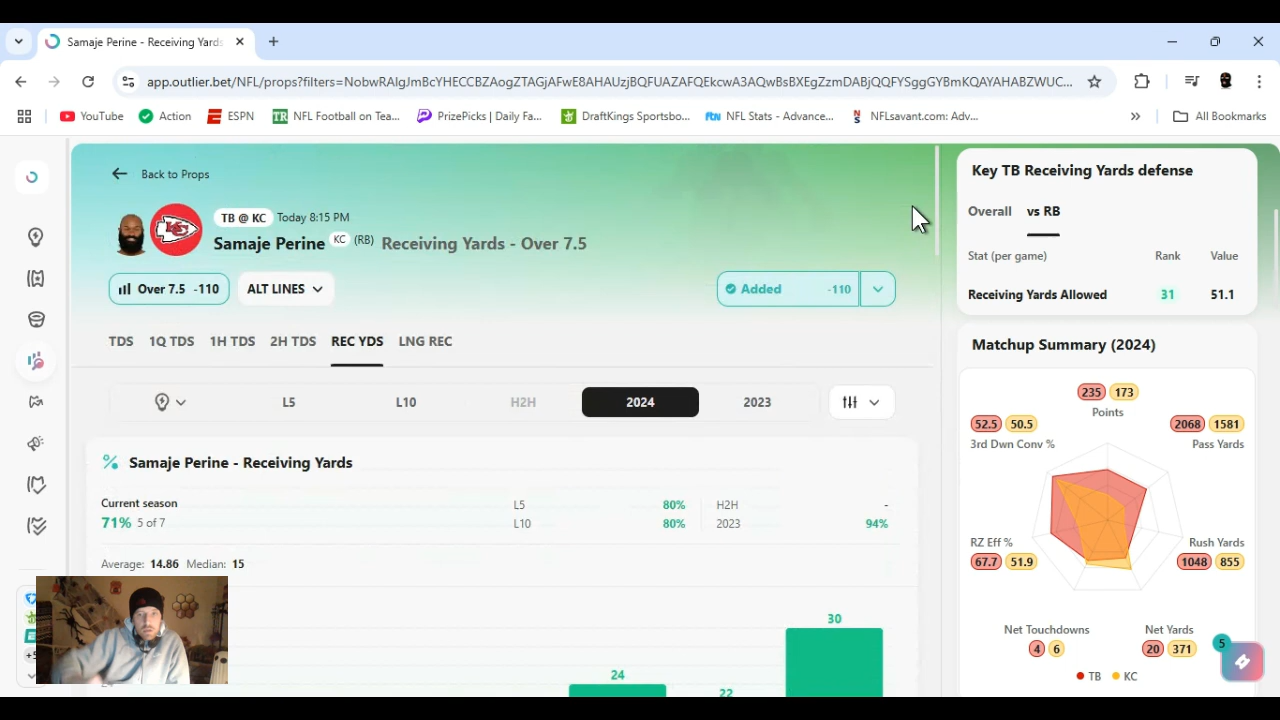 Samaje Perine - Receiving Yards
app.outlier.bet/NFL/props?filters=NobwRAlgJmBcYHECCBZAogZTAGjAFwE8AHAUzjBQFUAZAFQEkcwA3AQwBsBXEgZzmDABjQQFYSggGYBmKQAYAHABZWUC...
YouTube
Action
ESPN
TR NFL Football on Tea...
PrizePicks | Daily Fa...
DraftKings Sportsbo...
ftn NFL Stats - Advance...
NS NFLsavant.com: Adv...
»
All Bookmarks
Back to Props
TB @ KC Today 8:15 PM
Samaje Perine KC (RB) Receiving Yards - Over 7.5
Over 7.5 -110 ALT LINES
Added -110
TDS 1Q TDS 1H TDS 2H TDS REC YDS LNG REC
L5 L10 H2H 2024 2023
Samaje Perine - Receiving Yards
Current season L5 80% H2H -
71% 5 of 7 L10 80% 2023 94%
Average: 14.86 Median: 15
30
24
22
Key TB Receiving Yards defense
Overall vs RB
Stat (per game) Rank Value
Receiving Yards Allowed 31 51.1
Matchup Summary (2024)
235 173
Points
52.5 50.5
3rd Dwn Conv %
2068 1581
Pass Yards
RZ Eff %
67.7 51.9
Rush Yards
1048 855
Net Touchdowns
4 6
Net Yards
20 371
TB KC
5